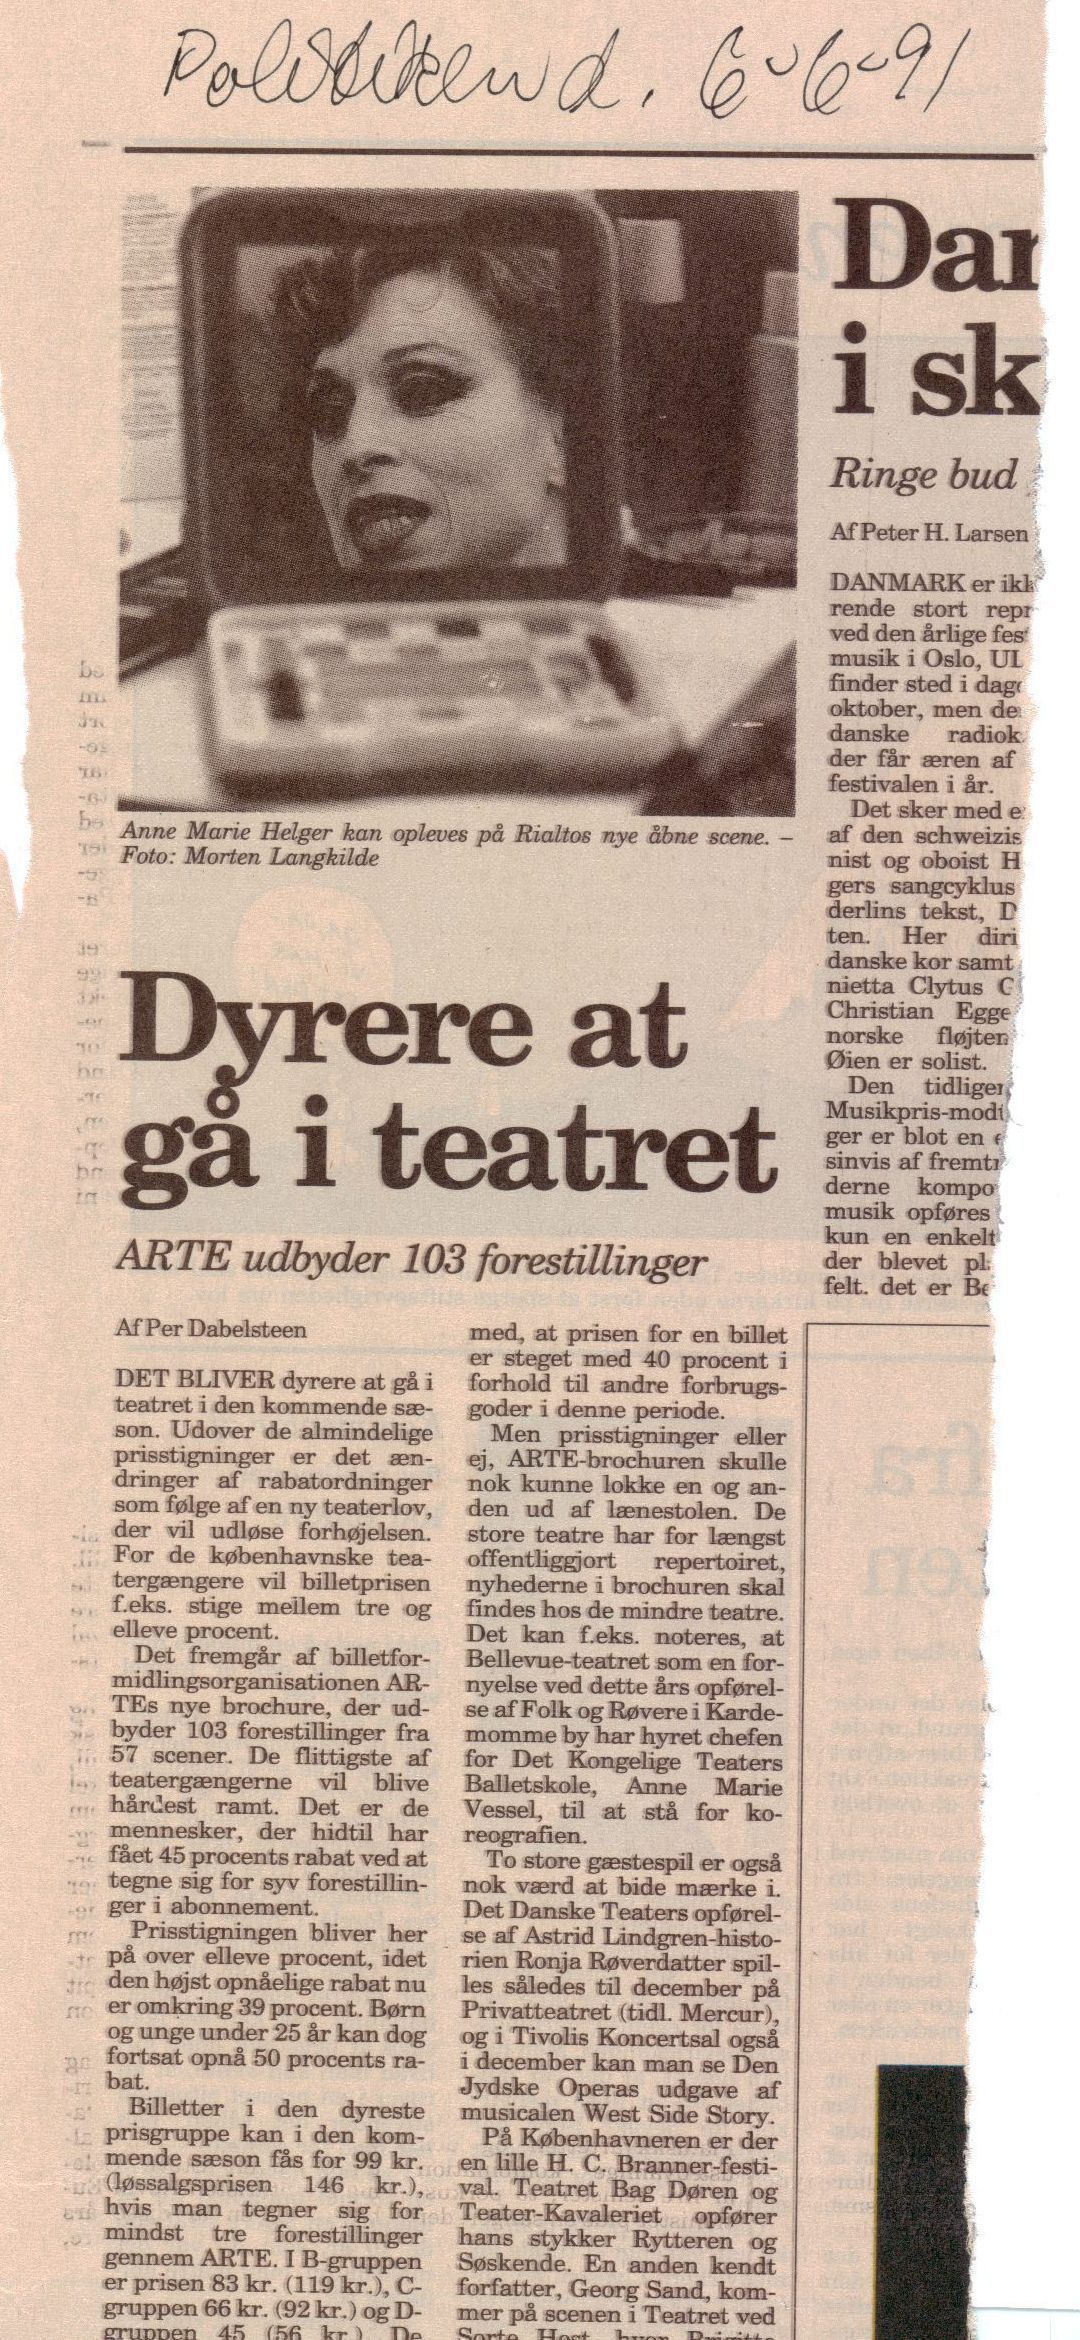 Politiken d. 6-6-91
Anne Marie Helger kan opleves på Rialtos nye åbne scene. –
Foto: Morten Langkilde
Dyrere at
gå i teatret
ARTE udbyder 103 forestillinger
Af Per Dabelsteen
DET BLIVER dyrere at gå i
teatret i den kommende sæ-
son. Udover de almindelige
prisstigninger er det æn-
dringer af rabatordninger
som følge af en ny teaterlov,
der vil udløse forhøjelsen.
For de københavnske tea-
tergængere vil billetprisen
f.eks. stige mellem tre og
elleve procent.
Det fremgår af billetfor-
midlingsorganisationen AR-
TEs nye brochure, der ud-
byder 103 forestillinger fra
57 scener. De flittigste af
teatergængerne vil blive
hårdest ramt. Det er de
mennesker, der hidtil har
fået 45 procents rabat ved at
tegne sig for syv forestillin-
ger i abonnement.
Prisstigningen bliver her
på over elleve procent, idet
den højst opnåelige rabat nu
er omkring 39 procent. Børn
og unge under 25 år kan dog
fortsat opnå 50 procents ra-
bat.
Billetter i den dyreste
prisgruppe kan i den kom-
mende sæson fås for 99 kr.
(løssalgsprisen 146 kr.),
hvis man tegner sig for
mindst tre forestillinger
gennem ARTE. I B-gruppen
er prisen 83 kr. (119 kr.), C-
gruppen 66 kr. (92 kr.) og D-
gruppen 45 (56 kr.). De
med, at prisen for en billet
er steget med 40 procent i
forhold til andre forbrugs-
goder i denne periode.
Men prisstigninger eller
ej, ARTE-brochuren skulle
nok kunne lokke en og an-
den ud af lænestolen. De
store teatre har for længst
offentliggjort repertoiret,
nyhederne i brochuren skal
findes hos de mindre teatre.
Det kan f.eks. noteres, at
Bellevue-teatret som en for-
nyelse ved dette års opførel-
se af Folk og Røvere i Karde-
momme by har hyret chefen
for Det Kongelige Teaters
Balletskole, Anne Marie
Vessel, til at stå for ko-
reografien.
To store gæstespil er også
nok værd at bide mærke i.
Det Danske Teaters opførel-
se af Astrid Lindgren-histo-
rien Ronja Røverdatter spil-
les således til december på
Privatteatret (tidl. Mercur),
og i Tivolis Koncertsal også
i december kan man se Den
Jydske Operas udgave af
musicalen West Side Story.
På Københavneren er der
en lille H. C. Branner-festi-
val. Teatret Bag Døren og
Teater-Kavaleriet opfører
hans stykker Rytteren og
Søskende. En anden kendt
forfatter, Georg Sand, kom-
mer på scenen i Teatret ved
Sorte Hest, hvor Brigitte
Dan
i sk
Ringe bud
Af Peter H. Larsen
DANMARK er ikk
rende stort repr
ved den årlige fes
musik i Oslo, UL
finder sted i dage
oktober, men de
danske radiok
der får æren af
festivalen i år.
Det sker med e
af den schweizis
nist og oboist H
gers sangcyklus
derlins tekst, D
ten. Her diri
danske kor samt
nietta Clytus G
Christian Egge
norske fløjten
Øien er solist.
Den tidliger
Musikpris-modt
ger er blot en
sinvis af fremtr
derne kompo
musik opføres
kun en enkelt
der blevet pl
felt. det er Be